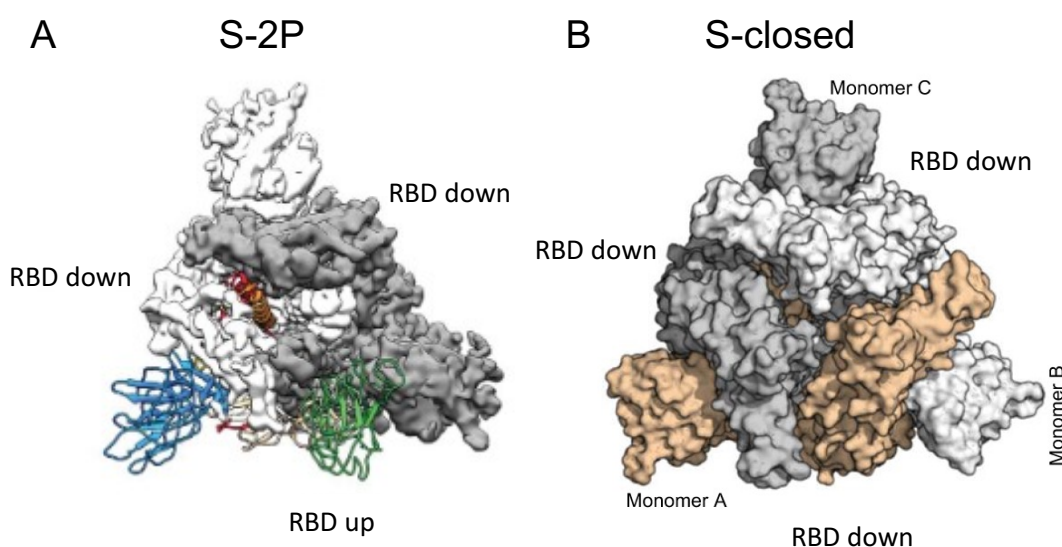 A
S-2P
RBD down
RBD down
RBD up
B
S-closed
Monomer C
RBD down
RBD down
Monomer B
Monomer A
RBD down